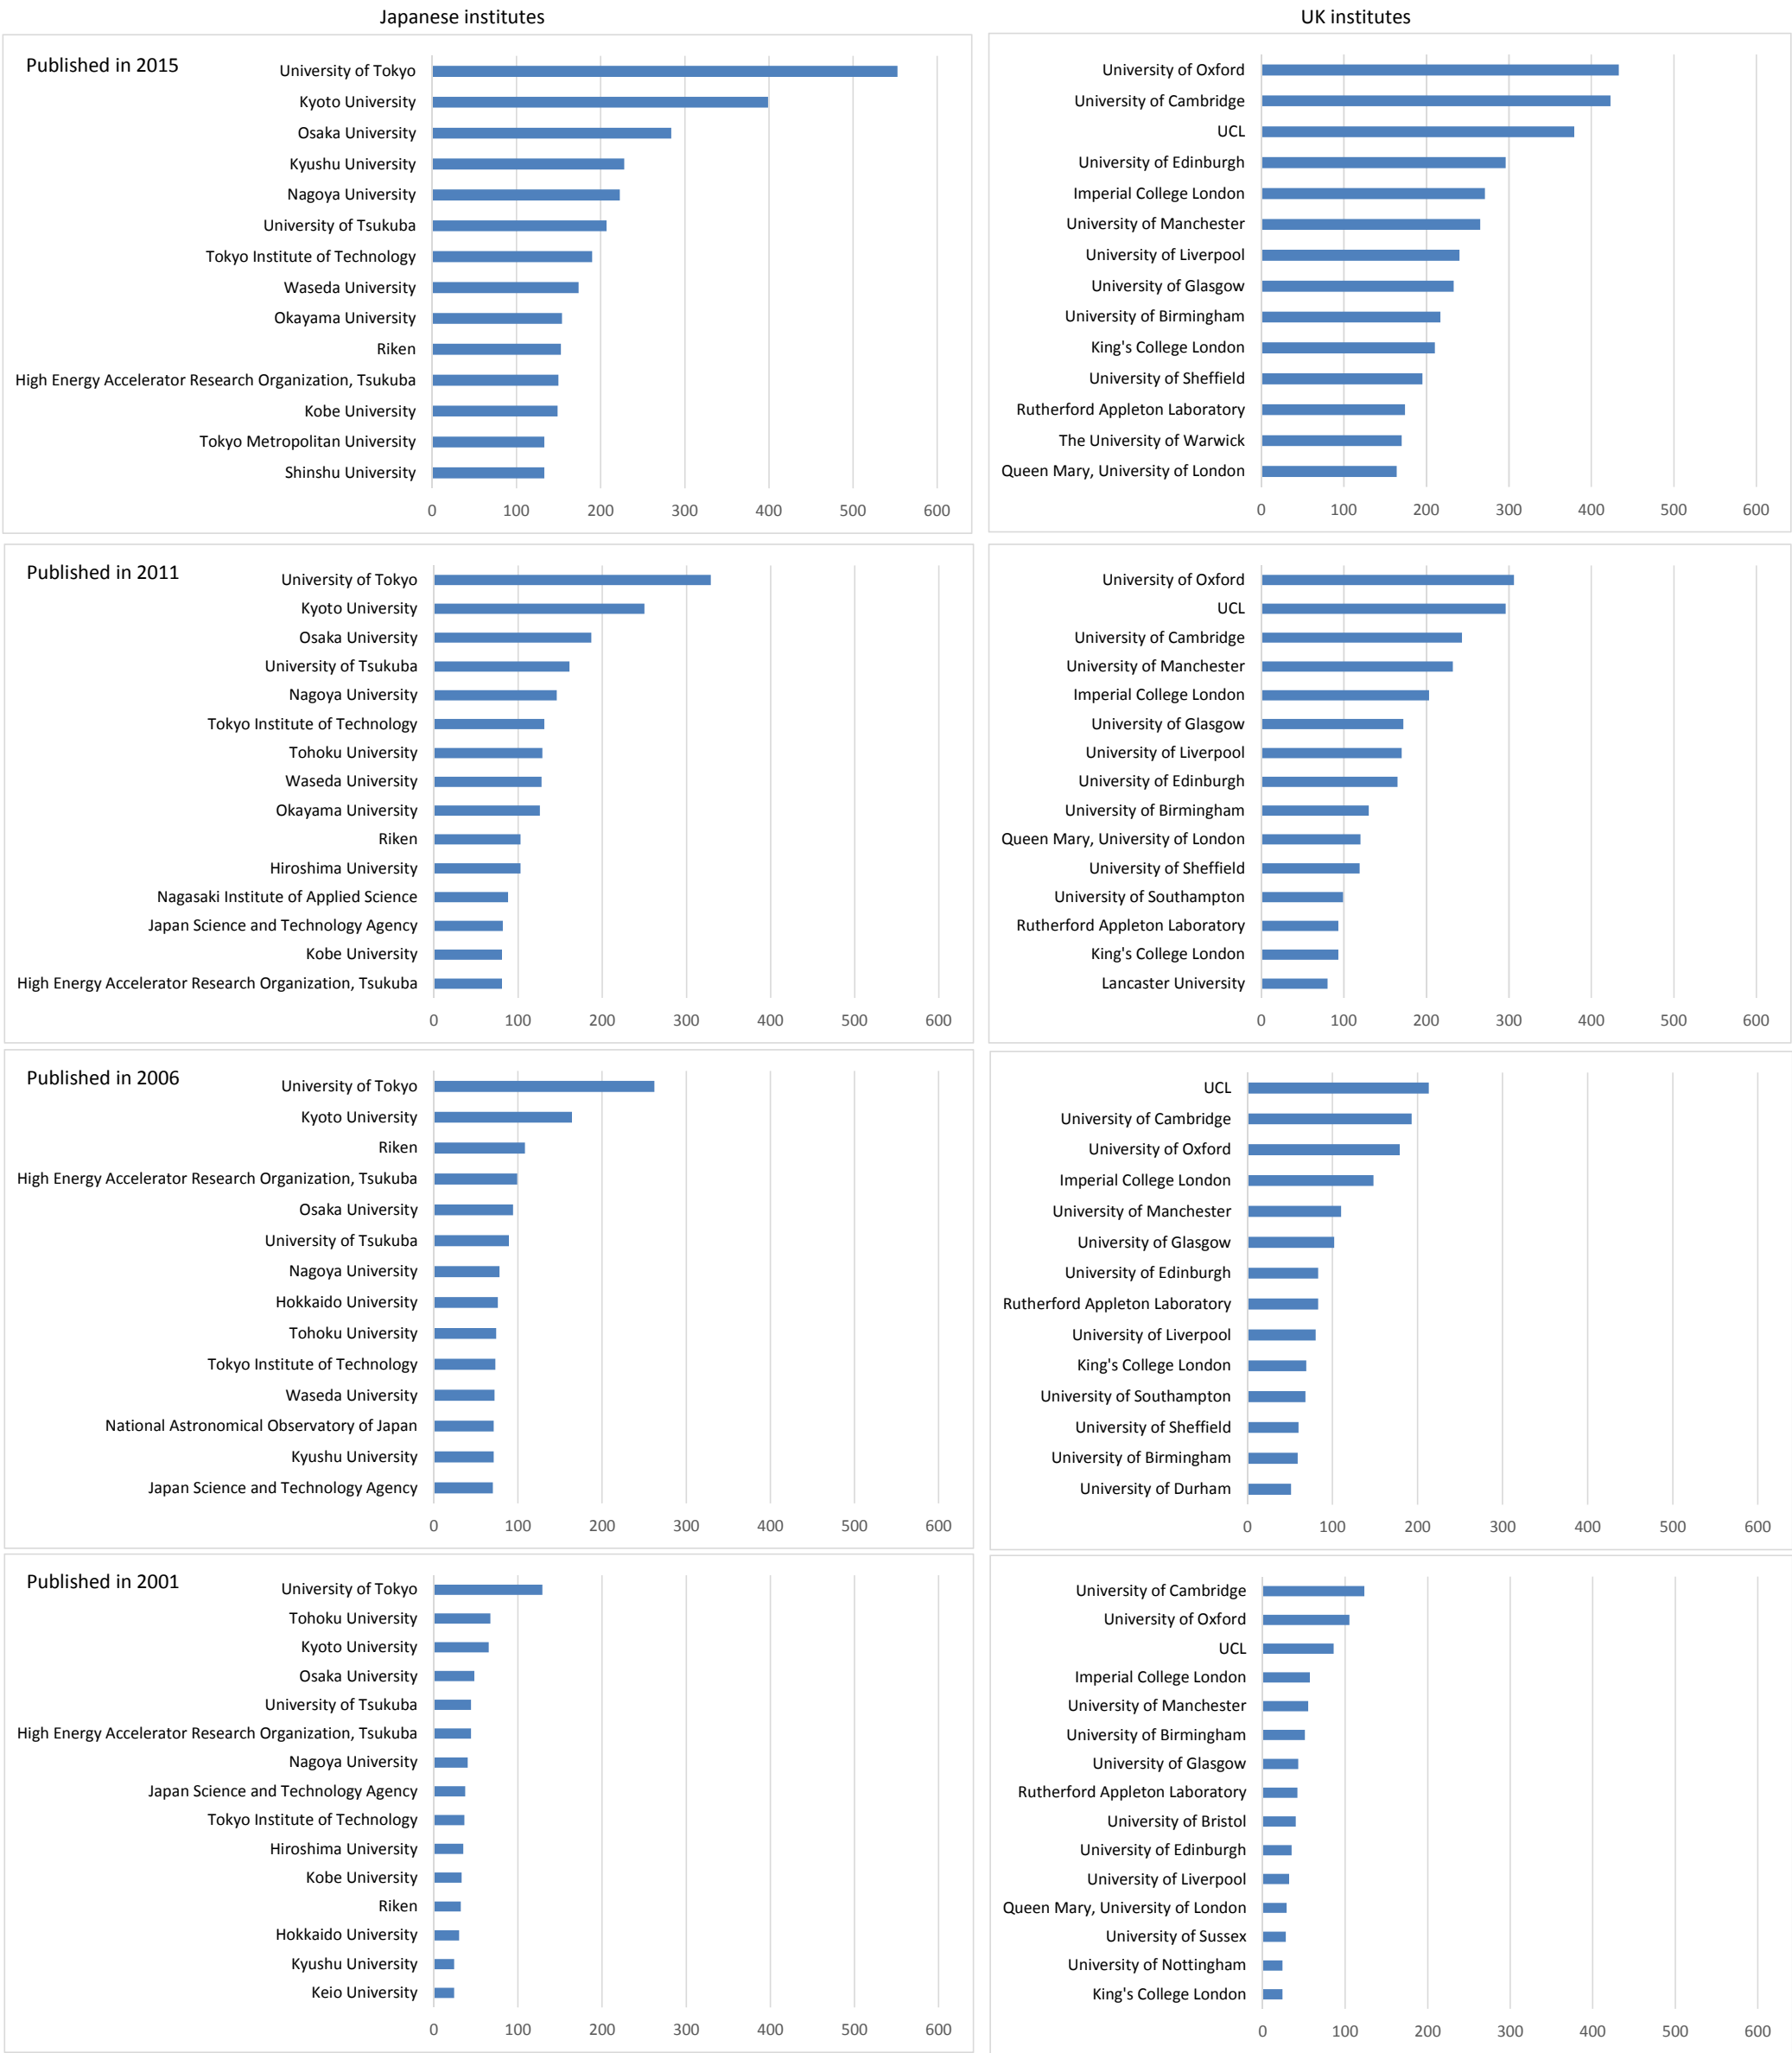 Japanese institutes
UK institutes
Published in 2015
University of Tokyo
Kyoto University
Osaka University
Kyushu University
Nagoya University
University of Tsukuba
Tokyo Institute of Technology
Waseda University
Okayama University
Riken
High Energy Accelerator Research Organization, Tsukuba
Kobe University
Tokyo Metropolitan University
Shinshu University
0 100 200 300 400 500 600
University of Oxford
University of Cambridge
UCL
University of Edinburgh
Imperial College London
University of Manchester
University of Liverpool
University of Glasgow
University of Birmingham
King's College London
University of Sheffield
Rutherford Appleton Laboratory
The University of Warwick
Queen Mary, University of London
0 100 200 300 400 500 600
Published in 2011
University of Tokyo
Kyoto University
Osaka University
University of Tsukuba
Nagoya University
Tokyo Institute of Technology
Tohoku University
Waseda University
Okayama University
Riken
Hiroshima University
Nagasaki Institute of Applied Science
Japan Science and Technology Agency
Kobe University
High Energy Accelerator Research Organization, Tsukuba
0 100 200 300 400 500 600
University of Oxford
UCL
University of Cambridge
University of Manchester
Imperial College London
University of Glasgow
University of Liverpool
University of Edinburgh
University of Birmingham
Queen Mary, University of London
University of Sheffield
University of Southampton
Rutherford Appleton Laboratory
King's College London
Lancaster University
0 100 200 300 400 500 600
Published in 2006
University of Tokyo
Kyoto University
Riken
High Energy Accelerator Research Organization, Tsukuba
Osaka University
University of Tsukuba
Nagoya University
Hokkaido University
Tohoku University
Tokyo Institute of Technology
Waseda University
National Astronomical Observatory of Japan
Kyushu University
Japan Science and Technology Agency
0 100 200 300 400 500 600
UCL
University of Cambridge
University of Oxford
Imperial College London
University of Manchester
University of Glasgow
University of Edinburgh
Rutherford Appleton Laboratory
University of Liverpool
King's College London
University of Southampton
University of Sheffield
University of Birmingham
University of Durham
0 100 200 300 400 500 600
Published in 2001
University of Tokyo
Tohoku University
Kyoto University
Osaka University
University of Tsukuba
High Energy Accelerator Research Organization, Tsukuba
Nagoya University
Japan Science and Technology Agency
Tokyo Institute of Technology
Hiroshima University
Kobe University
Riken
Hokkaido University
Kyushu University
Keio University
0 100 200 300 400 500 600
University of Cambridge
University of Oxford
UCL
Imperial College London
University of Manchester
University of Birmingham
University of Glasgow
Rutherford Appleton Laboratory
University of Bristol
University of Edinburgh
University of Liverpool
Queen Mary, University of London
University of Sussex
University of Nottingham
King's College London
0 100 200 300 400 500 600